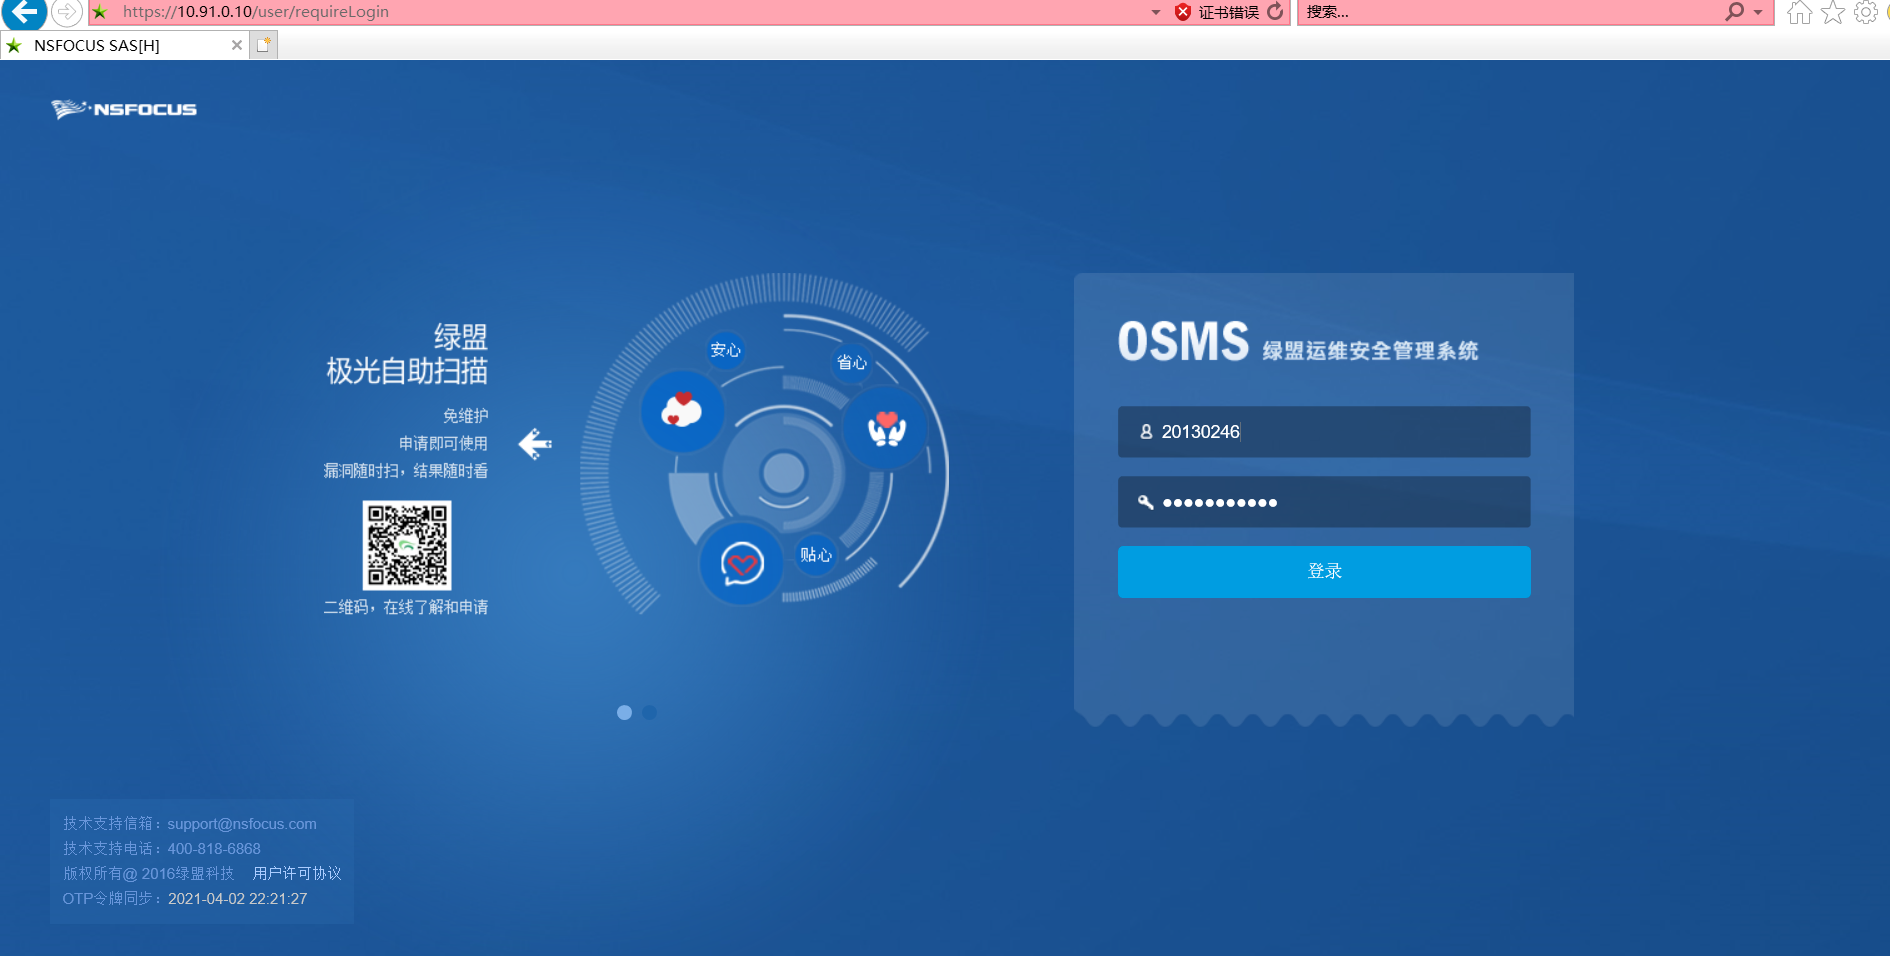 https://10.91.0.10/user/requireLogin
证书错误
搜索...
NSFOCUS SAS[H]
NSFOCUS
绿盟
极光自助扫描
免维护
申请即可使用
漏洞随时扫，结果随时看
二维码，在线了解和申请
安心
省心
贴心
OSMS 绿盟运维安全管理系统
20130246
●●●●●●●●●●●
登录
技术支持信箱：support@nsfocus.com
技术支持电话：400-818-6868
版权所有@ 2016绿盟科技 用户许可协议
OTP令牌同步：2021-04-02 22:21:27